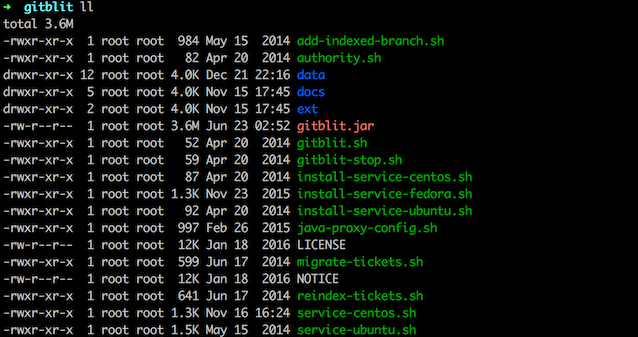 ➜ gitblit ll
total 3.6M
-rwxr-xr-x 1 root root 984 May 15 2014 add-indexed-branch.sh
-rwxr-xr-x 1 root root 82 Apr 20 2014 authority.sh
drwxr-xr-x 12 root root 4.0K Dec 21 22:16 data
drwxr-xr-x 5 root root 4.0K Nov 15 17:45 docs
drwxr-xr-x 2 root root 4.0K Nov 15 17:45 ext
-rw-r--r-- 1 root root 3.6M Jun 23 02:52 gitblit.jar
-rwxr-xr-x 1 root root 52 Apr 20 2014 gitblit.sh
-rwxr-xr-x 1 root root 59 Apr 20 2014 gitblit-stop.sh
-rwxr-xr-x 1 root root 87 Apr 20 2014 install-service-centos.sh
-rwxr-xr-x 1 root root 1.3K Nov 23 2015 install-service-fedora.sh
-rwxr-xr-x 1 root root 92 Apr 20 2014 install-service-ubuntu.sh
-rwxr-xr-x 1 root root 997 Feb 26 2015 java-proxy-config.sh
-rw-r--r-- 1 root root 12K Jan 18 2016 LICENSE
-rwxr-xr-x 1 root root 599 Jun 17 2014 migrate-tickets.sh
-rw-r--r-- 1 root root 12K Jan 18 2016 NOTICE
-rwxr-xr-x 1 root root 641 Jun 17 2014 reindex-tickets.sh
-rwxr-xr-x 1 root root 1.3K Nov 16 16:24 service-centos.sh
-rwxr-xr-x 1 root root 1.5K May 15 2014 service-ubuntu.sh